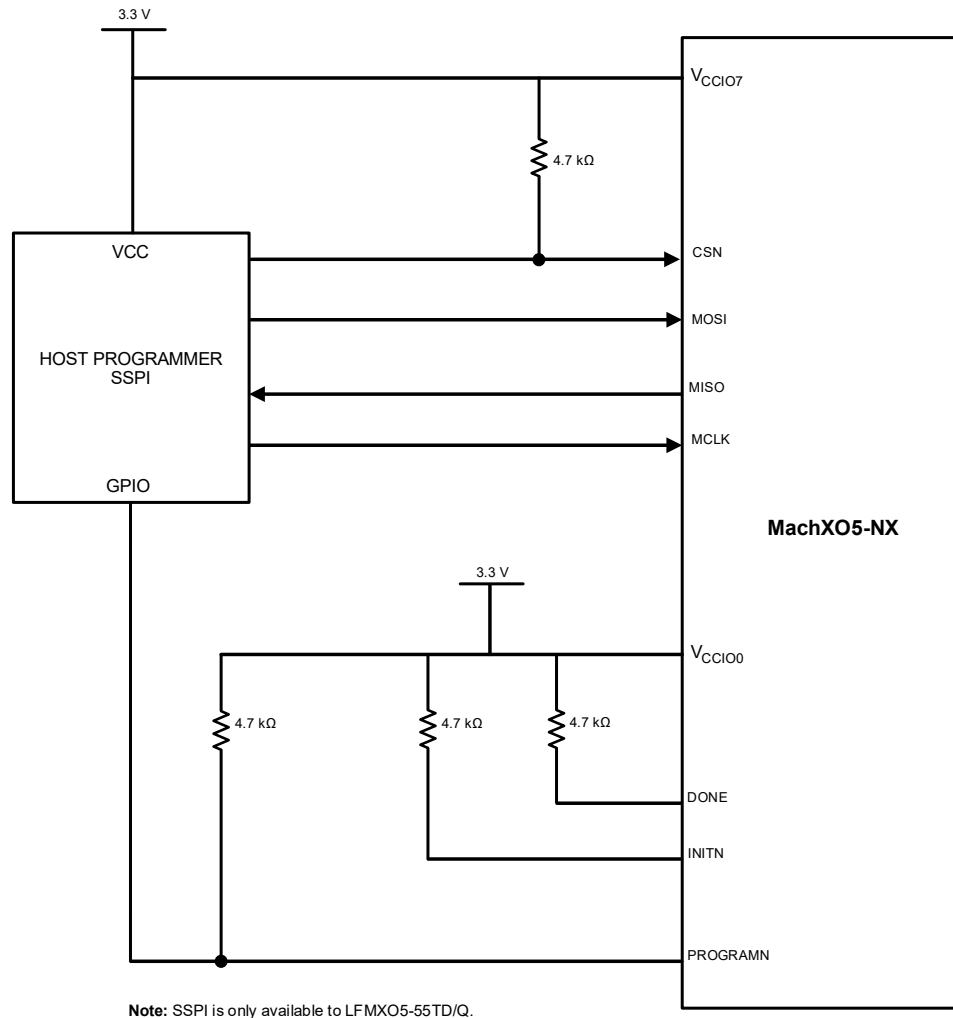 3.3 V
V_CCIO7
4.7 kΩ
VCC
CSN
MOSI
HOST PROGRAMMER
SSPI
MISO
MCLK
GPIO
MachXO5-NX
3.3 V
V_CCIO0
4.7 kΩ
4.7 kΩ
4.7 kΩ
DONE
INITN
PROGRAMN
Note: SSPI is only available to LFMXO5-55TD/Q.